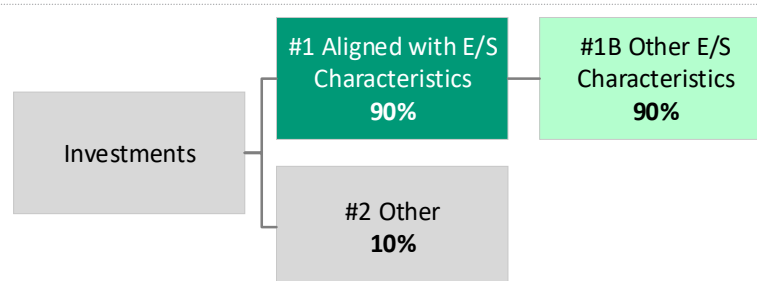 Investments
#1 Aligned with E/S
Characteristics
90%
#1B Other E/S
Characteristics
90%
#2 Other
10%